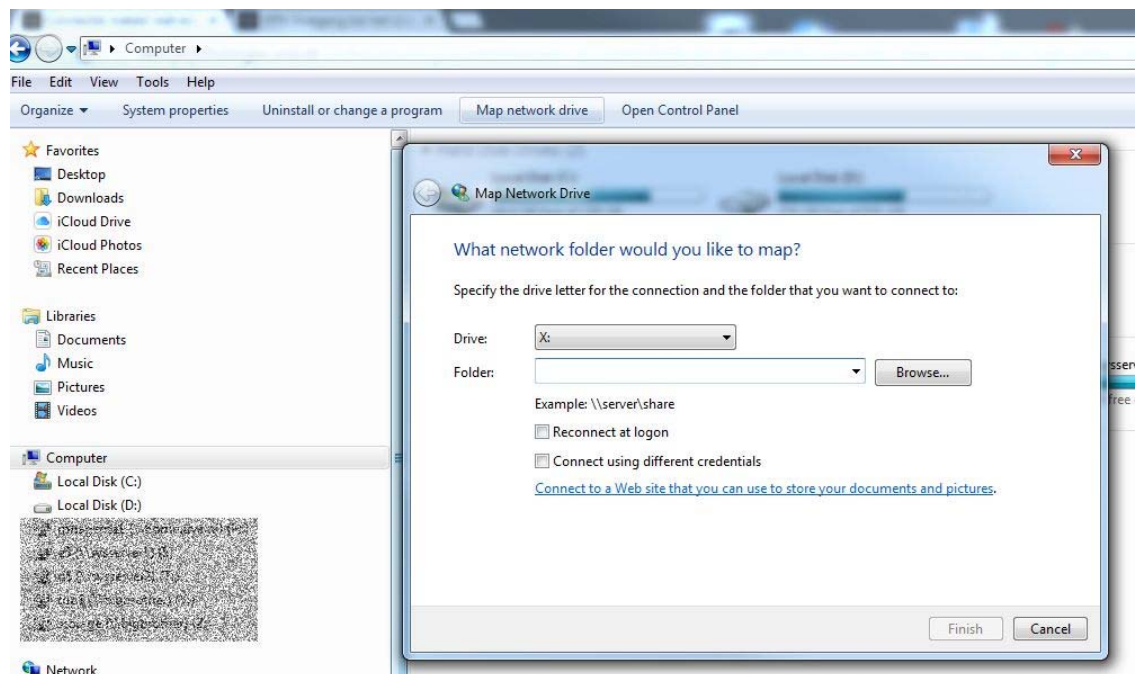 Computer
File Edit View Tools Help
Organize System properties Uninstall or change a program Map network drive Open Control Panel
Favorites
Desktop
Downloads
iCloud Drive
iCloud Photos
Recent Places
Libraries
Documents
Music
Pictures
Videos
Computer
Local Disk (C:)
Local Disk (D:)
Network
Map Network Drive
What network folder would you like to map?
Specify the drive letter for the connection and the folder that you want to connect to:
Drive: X:
Folder: Browse...
Example: \\server\share
Reconnect at logon
Connect using different credentials
Connect to a Web site that you can use to store your documents and pictures.
Finish Cancel
free